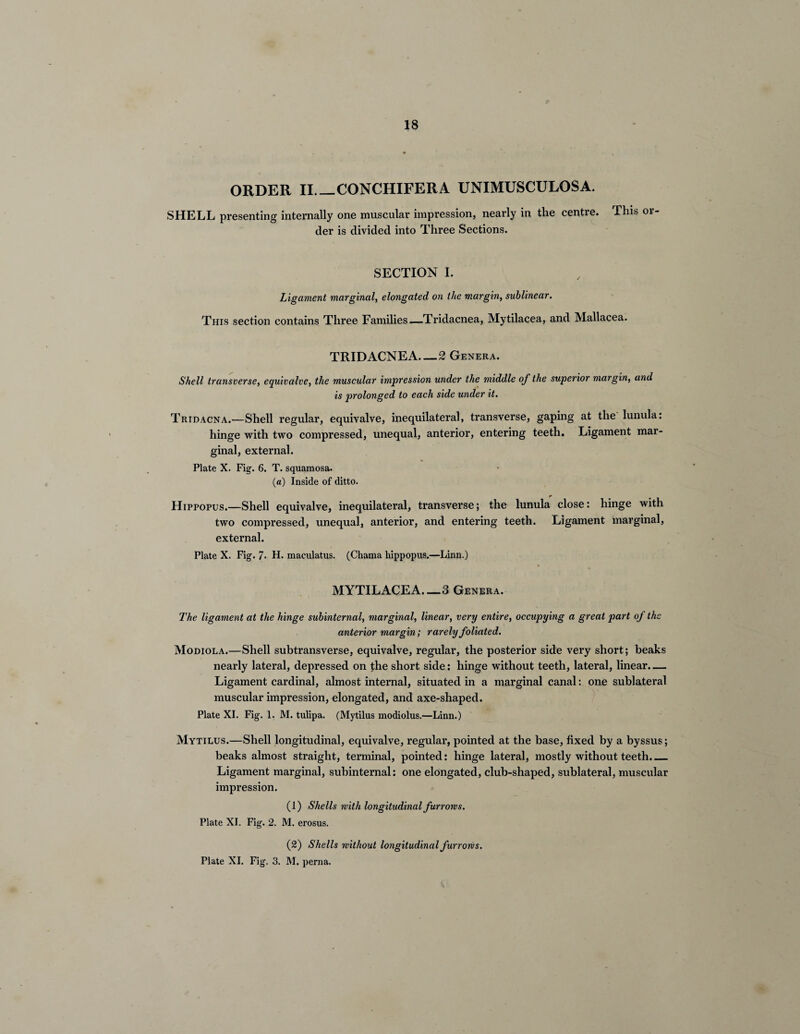 18
ORDER II.—CONCHIFERA UNIMUSCULOSA.
SHELL presenting internally one muscular impression, nearly in the centre. This or-
der is divided into Three Sections.
SECTION I.
Ligament marginal, elongated on the margin, sublinear.
This section contains Three Families—Tridacnea, Mytilacea, and Mallacea.
TRIDACNEA.—2 Genera.
Shell transverse, equivalve, the muscular impression under the middle of the superior margin, and
is prolonged to each side under it.
Tridacna.—Shell regular, equivalve, inequilateral, transverse, gaping at the lunula:
hinge with two compressed, unequal, anterior, entering teeth. Ligament mar-
ginal, external.
Plate X. Fig. 6. T. squamosa.
(a) Inside of ditto.
Hippopus.—Shell equivalve, inequilateral, transverse; the lunula close: hinge with
two compressed, unequal, anterior, and entering teeth. Ligament marginal,
external.
Plate X. Fig. 7. H. maculatus. (Chama hippopus.—Linn.)
MYTILACEA.—3 Genera.
The ligament at the hinge subinternal, marginal, linear, very entire, occupying a great part of the
anterior margin; rarely foliated.
Modiola.—Shell subtransverse, equivalve, regular, the posterior side very short; beaks
nearly lateral, depressed on the short side: hinge without teeth, lateral, linear.—
Ligament cardinal, almost internal, situated in a marginal canal: one sublateral
muscular impression, elongated, and axe-shaped.
Plate XI. Fig. 1. M. tulipa. (Mytilus modiolus.—Linn.)
Mytilus.—Shell longitudinal, equivalve, regular, pointed at the base, fixed by a byssus;
beaks almost straight, terminal, pointed: hinge lateral, mostly without teeth.—
Ligament marginal, subinternal: one elongated, club-shaped, sublateral, muscular
impression.
(1) Shells with longitudinal furrows.
Plate XI. Fig. 2. M. erosus.
(2) Shells without longitudinal furrows.
Plate XI. Fig. 3. M. perna.